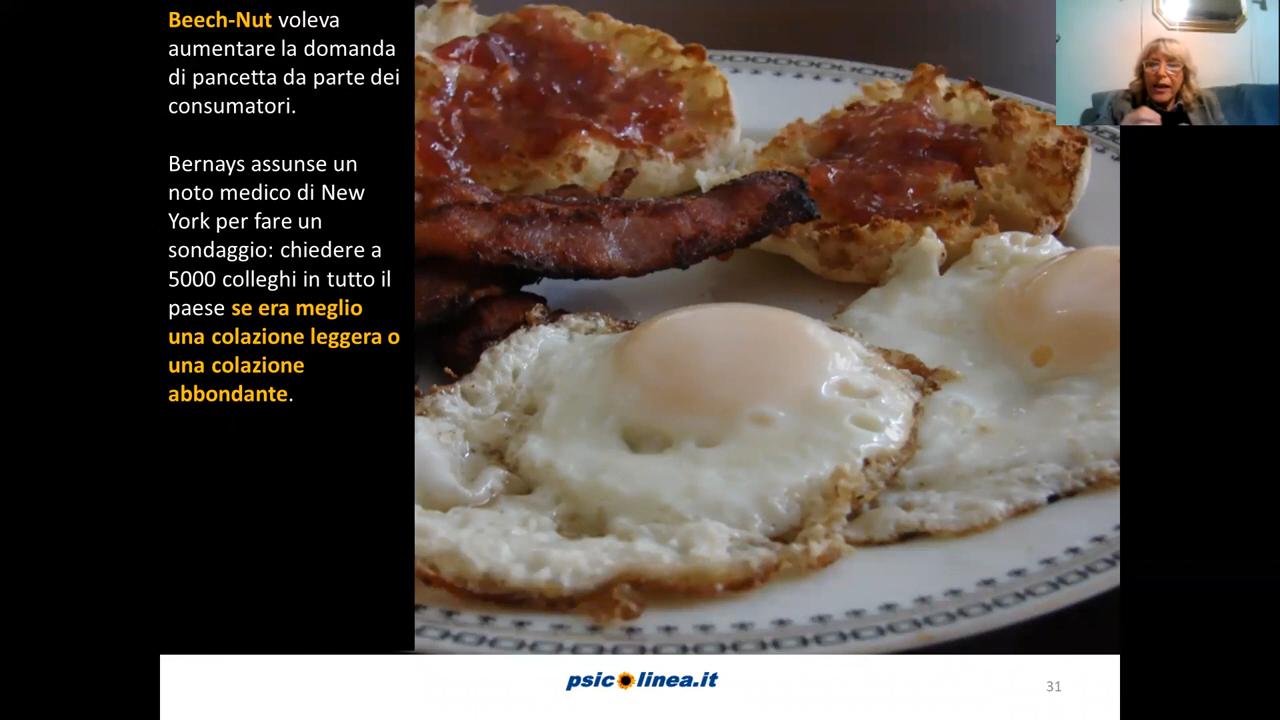 Beech-Nut voleva
aumentare la domanda
di pancetta da parte dei
consumatori.
Bernays assunse un
noto medico di New
York per fare un
sondaggio: chiedere a
5000 colleghi in tutto il
paese se era meglio
una colazione leggera o
una colazione
abbondante.
psicolinea.it
31